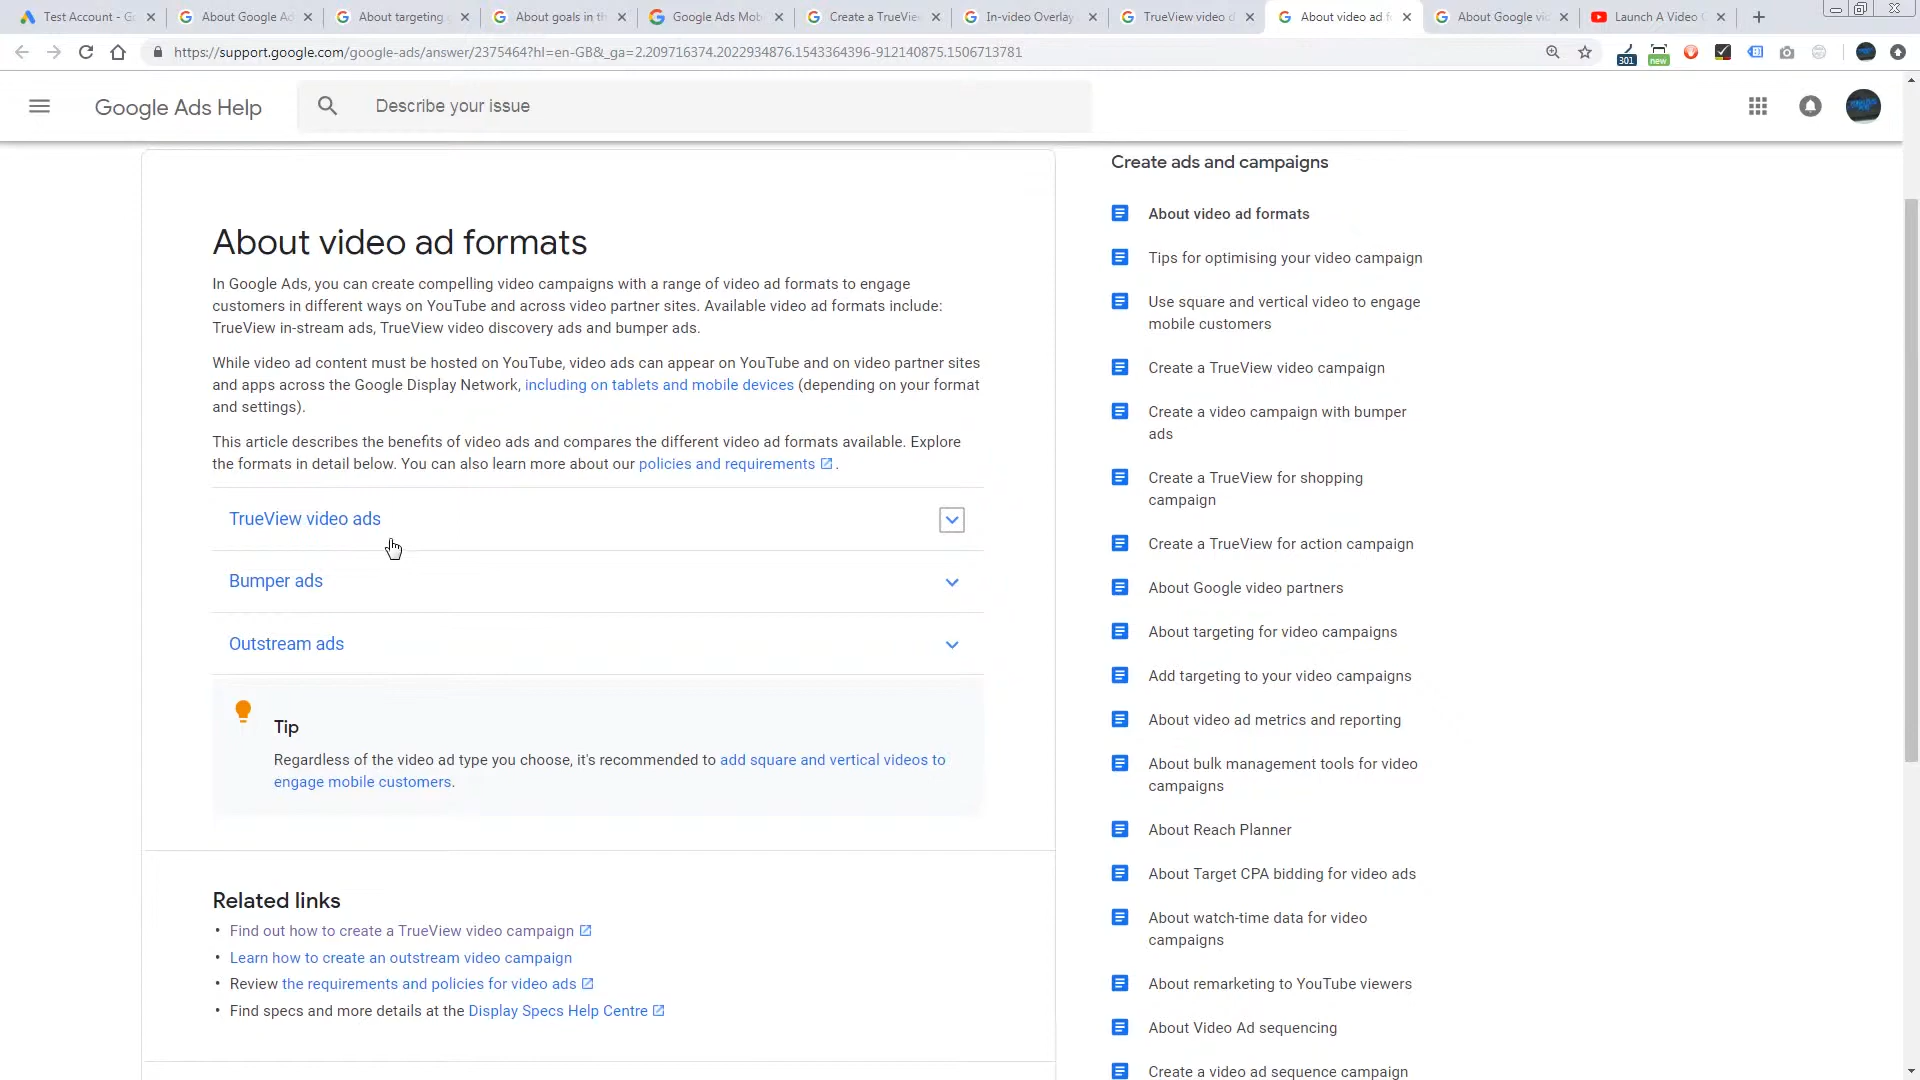 Test Account - Go
About Google Ad
About targeting
About goals in th
Google Ads Mob
Create a TrueView
In-video Overlay
TrueView video d
About video ad f
About Google vid
Launch A Video C
https://support.google.com/google-ads/answer/2375464?hl=en-GB&_ga=2.209716374.2022934876.1543364396-912140875.1506713781
301
new
Google Ads Help
Describe your issue
About video ad formats
In Google Ads, you can create compelling video campaigns with a range of video ad formats to engage
customers in different ways on YouTube and across video partner sites. Available video ad formats include:
TrueView in-stream ads, TrueView video discovery ads and bumper ads.
While video ad content must be hosted on YouTube, video ads can appear on YouTube and on video partner sites
and apps across the Google Display Network, including on tablets and mobile devices (depending on your format
and settings).
This article describes the benefits of video ads and compares the different video ad formats available. Explore
the formats in detail below. You can also learn more about our policies and requirements.
TrueView video ads
Bumper ads
Outstream ads
Tip
Regardless of the video ad type you choose, it's recommended to add square and vertical videos to
engage mobile customers.
Related links
• Find out how to create a TrueView video campaign
• Learn how to create an outstream video campaign
• Review the requirements and policies for video ads
• Find specs and more details at the Display Specs Help Centre
Create ads and campaigns
About video ad formats
Tips for optimising your video campaign
Use square and vertical video to engage
mobile customers
Create a TrueView video campaign
Create a video campaign with bumper
ads
Create a TrueView for shopping
campaign
Create a TrueView for action campaign
About Google video partners
About targeting for video campaigns
Add targeting to your video campaigns
About video ad metrics and reporting
About bulk management tools for video
campaigns
About Reach Planner
About Target CPA bidding for video ads
About watch-time data for video
campaigns
About remarketing to YouTube viewers
About Video Ad sequencing
Create a video ad sequence campaign